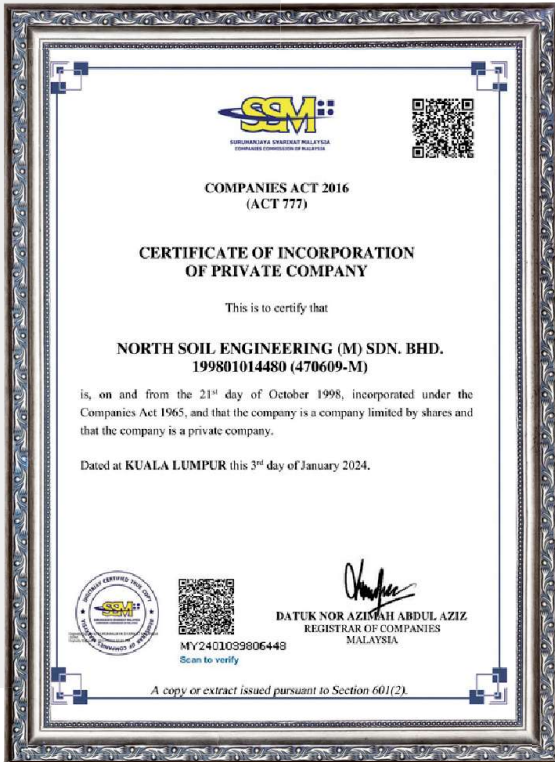 SSM
SURUHANJAYA SYARIKAT MALAYSIA
COMPANIES COMMISSION OF MALAYSIA
COMPANIES ACT 2016
(ACT 777)
CERTIFICATE OF INCORPORATION
OF PRIVATE COMPANY
This is to certify that
NORTH SOIL ENGINEERING (M) SDN. BHD.
199801014480 (470609-M)
is, on and from the 21st day of October 1998, incorporated under the
Companies Act 1965, and that the company is a company limited by shares and
that the company is a private company.
Dated at KUALA LUMPUR this 3rd day of January 2024.
DIGITALLY CERTIFIED TRUE COPY
SSM
DATUK NOR AZIMAH ABDUL AZIZ
REGISTRAR OF COMPANIES
MALAYSIA
MY2401039806448
Scan to verify
A copy or extract issued pursuant to Section 601(2).